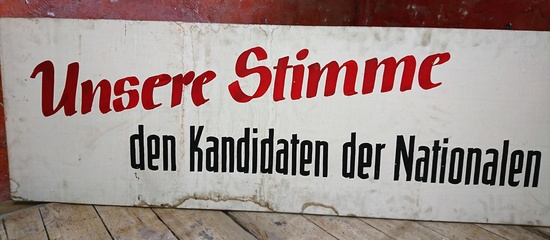 Unsere Stimme
den Kandidaten der Nationalen